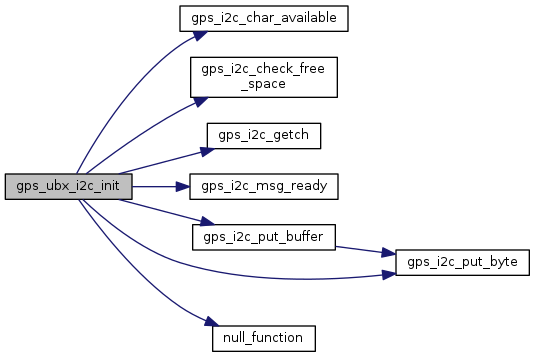 gps_i2c_char_available
gps_i2c_check_free
_space
gps_i2c_getch
gps_ubx_i2c_init
gps_i2c_msg_ready
gps_i2c_put_buffer
gps_i2c_put_byte
null_function